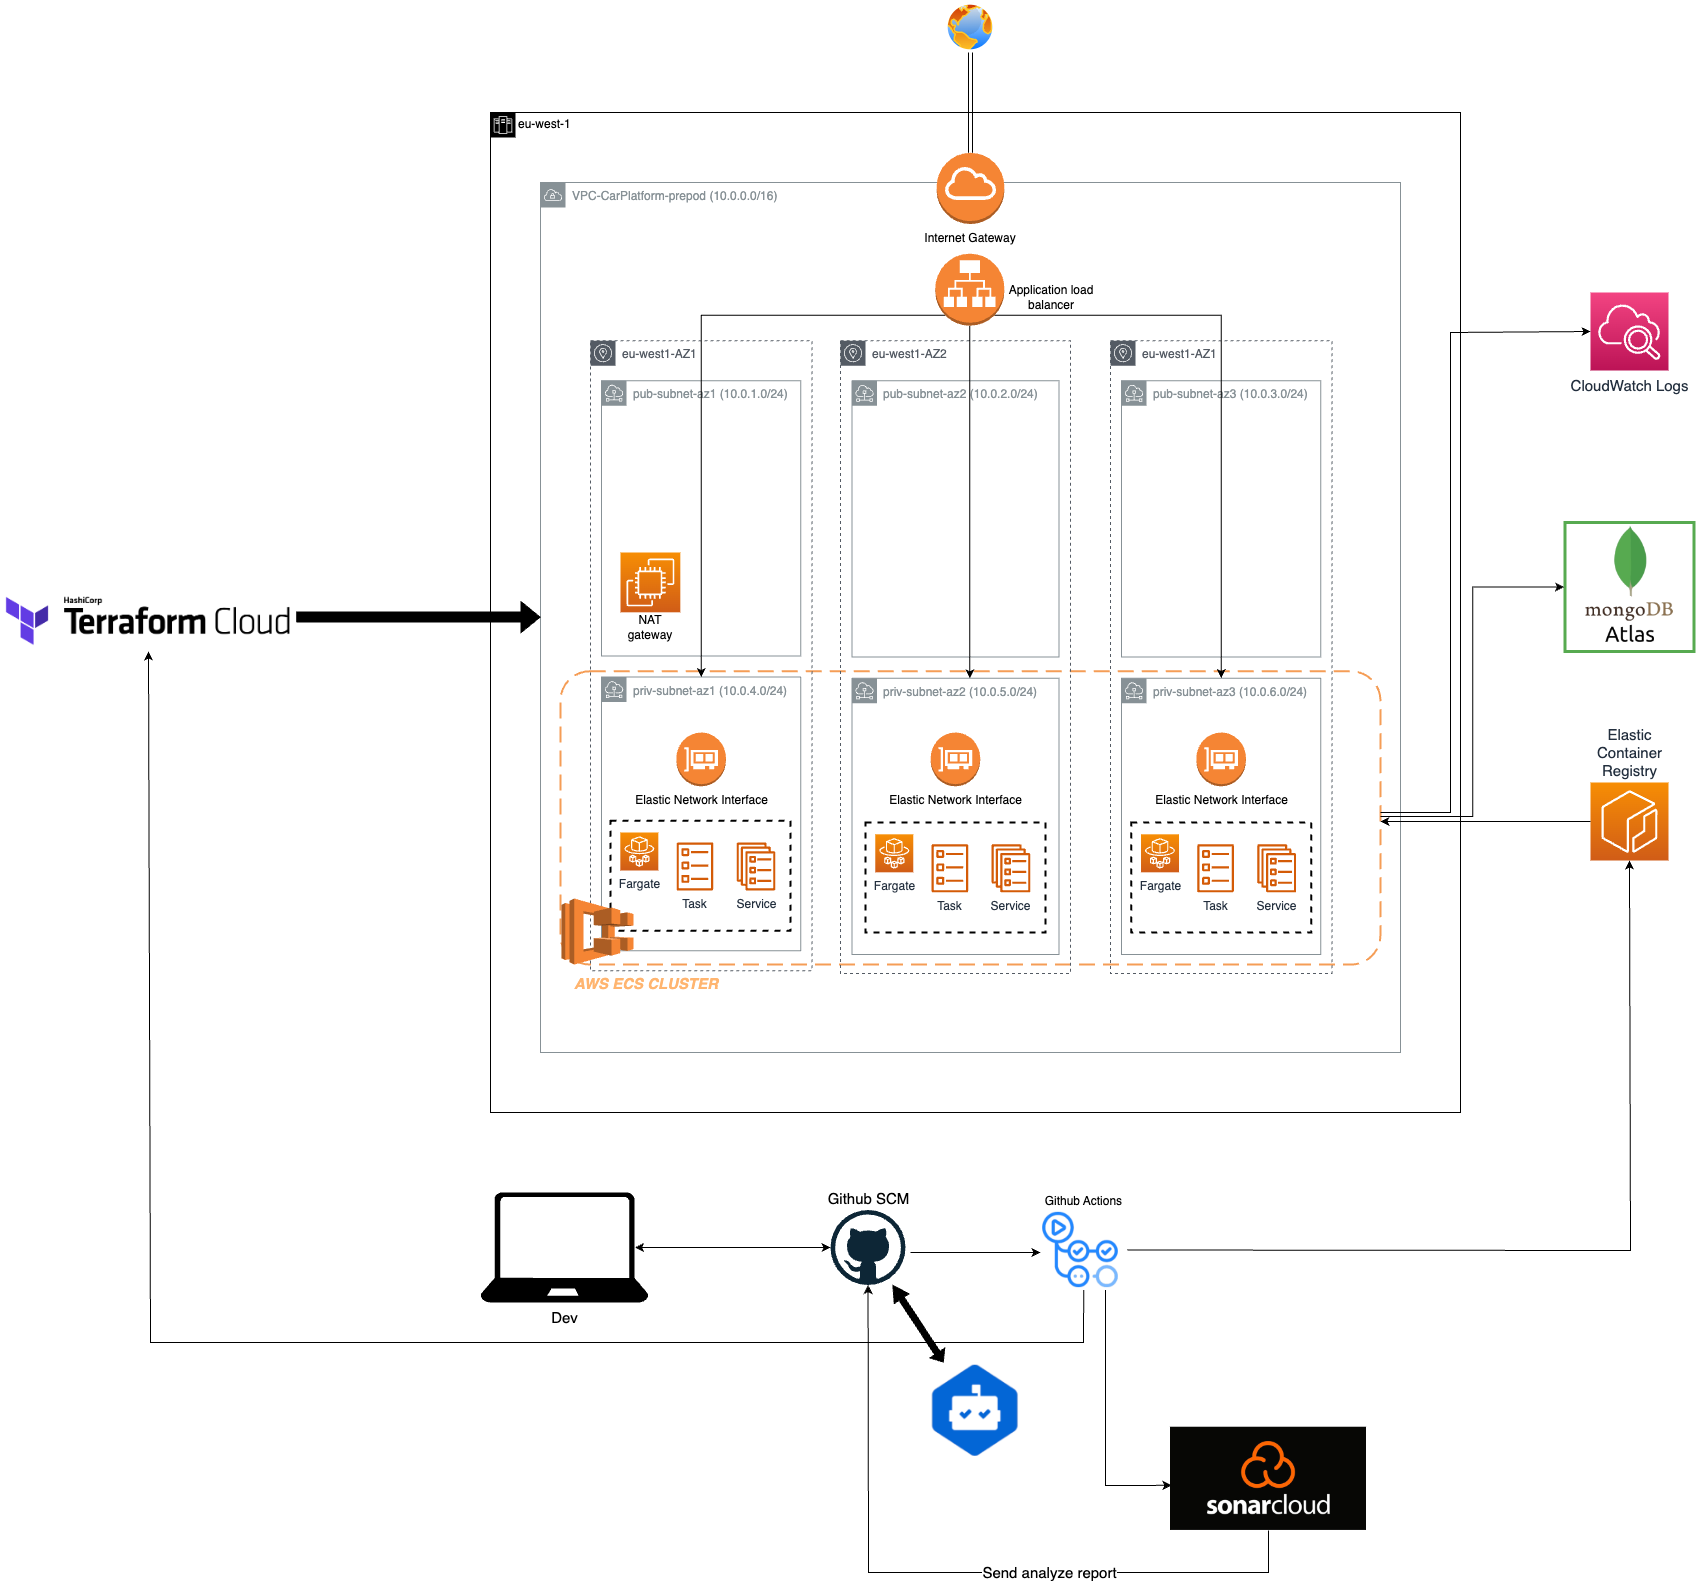 eu-west-1
VPC-CarPlatform-prepod (10.0.0.0/16)
Internet Gateway
Application load
balancer
eu-west1-AZ1
eu-west1-AZ2
eu-west1-AZ1
pub-subnet-az1 (10.0.1.0/24)
pub-subnet-az2 (10.0.2.0/24)
pub-subnet-az3 (10.0.3.0/24)
CloudWatch Logs
NAT
gateway
HashiCorp
Terraform Cloud
mongoDB
Atlas
priv-subnet-az1 (10.0.4.0/24)
priv-subnet-az2 (10.0.5.0/24)
priv-subnet-az3 (10.0.6.0/24)
Elastic
Container
Registry
Elastic Network Interface
Elastic Network Interface
Elastic Network Interface
Fargate
Task
Service
Fargate
Task
Service
Fargate
Task
Service
AWS ECS CLUSTER
Github SCM
Github Actions
Dev
sonarcloud
Send analyze report